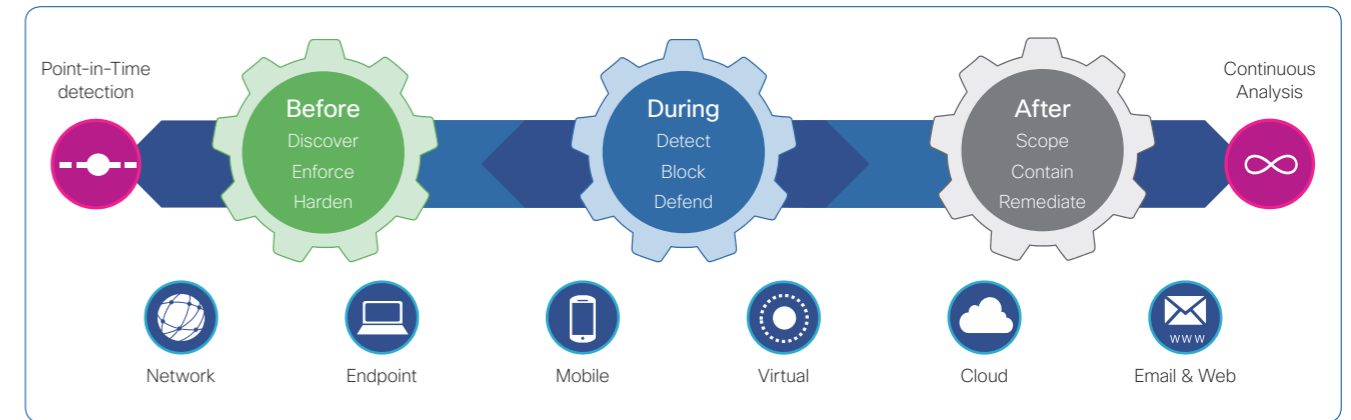 Point-in-Time
detection
Before
Discover
Enforce
Harden
During
Detect
Block
Defend
After
Scope
Contain
Remediate
Continuous
Analysis
Network
Endpoint
Mobile
Virtual
Cloud
www
Email & Web